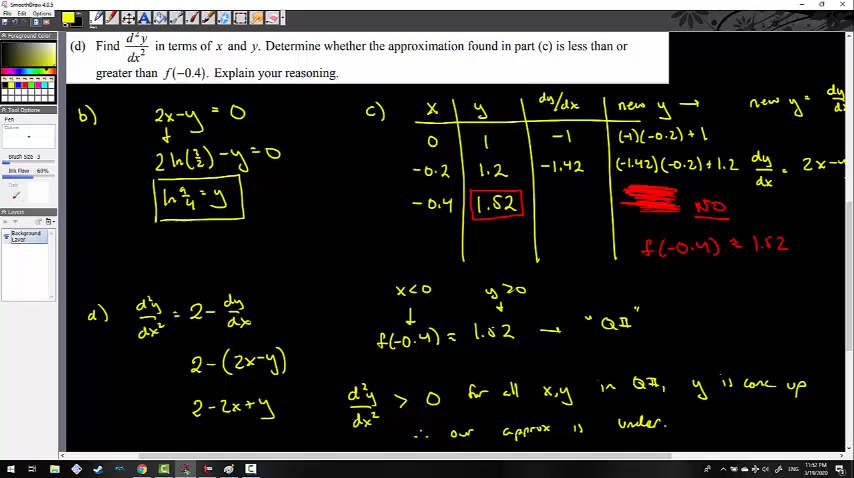 SmoothDraw 4.0.5
File Edit Options
Foreground Color
Tool Options
Pen
Brush Size 3
Ink Flow 60%
Layers
Background
Layer
(d) Find d²y/dx² in terms of x and y. Determine whether the approximation found in part (c) is less than or
greater than f(−0.4). Explain your reasoning.
b) 2x-y = 0
2 ln(3/2) - y = 0
ln 9/4 = y
c) x y dy/dx new y → new y = dy/dx
0 1 -1 (-1)(-0.2)+1
-0.2 1.2 -1.42 (-1.42)(-0.2)+1.2 dy/dx = 2x-y
-0.4 1.52 NO
f(-0.4) ≈ 1.52
d) d²y/dx² = 2 - dy/dx
2 - (2x-y)
2-2x+y
x<0 y>0
f(-0.4) ≈ 1.52 → "QII"
d²y/dx² > 0 for all x,y in QII, y is conc up
∴ our approx is under.
11:52 PM
3/19/2020